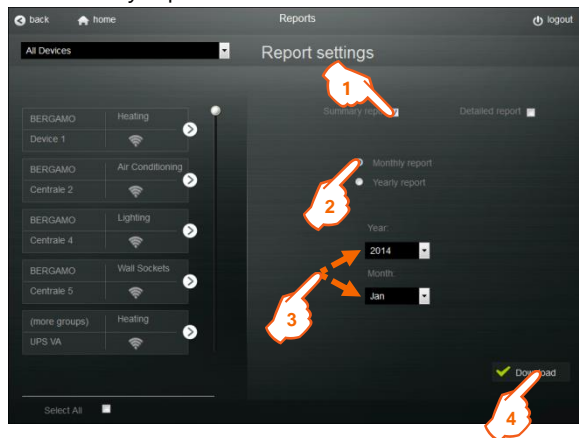 back home Reports logout
All Devices
Report settings
1
Summary report Detailed report
BERGAMO Heating
Device 1
BERGAMO Air Conditioning
Centrale 2
BERGAMO Lighting
Centrale 4
BERGAMO Wall Sockets
Centrale 5
(more groups) Heating
UPS VA
Monthly report
Yearly report
2
Year:
2014
Month:
Jan
3
Download
4
Select All